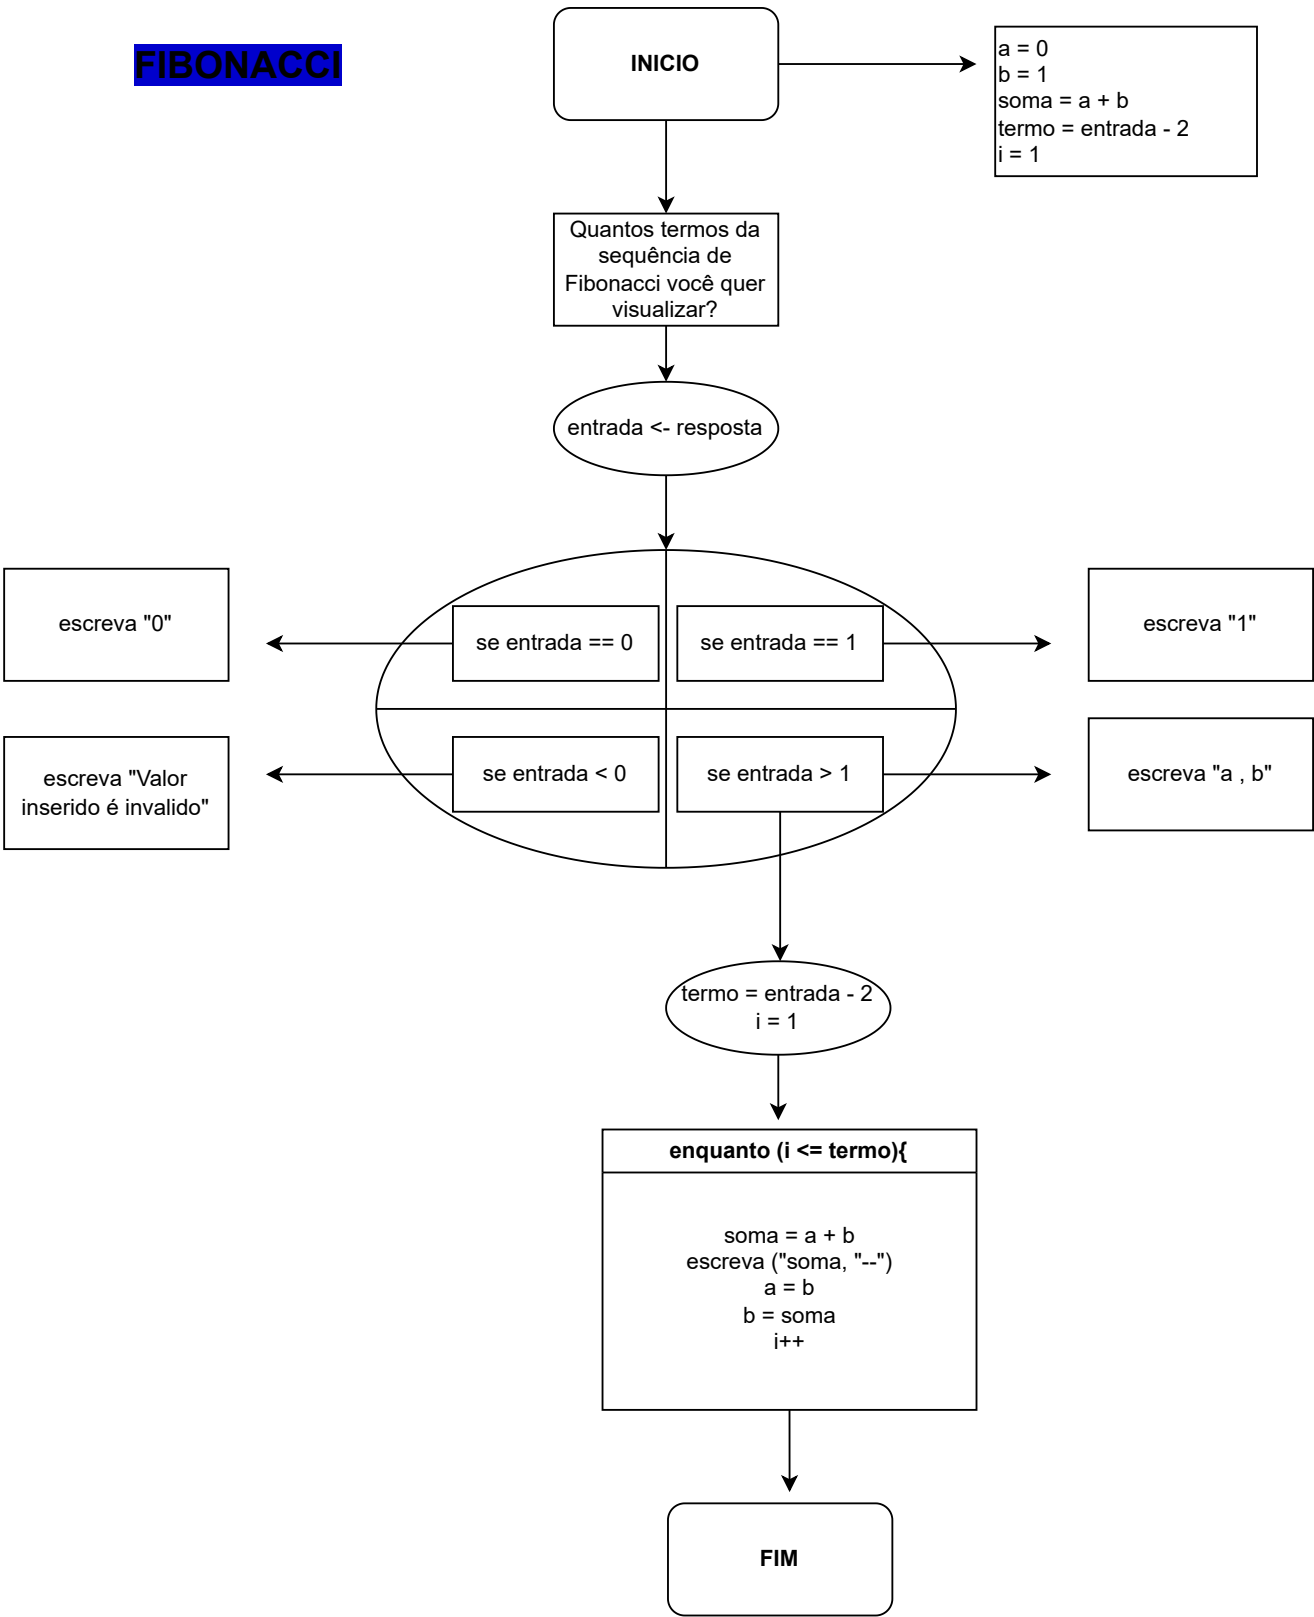 FIBONACCI
INICIO
a = 0
b = 1
soma = a + b
termo = entrada - 2
i = 1
Quantos termos da
sequência de
Fibonacci você quer
visualizar?
entrada <- resposta
escreva "0"
se entrada == 0
se entrada == 1
escreva "1"
escreva "Valor
inserido é invalido"
se entrada < 0
se entrada > 1
escreva "a , b"
termo = entrada - 2
i = 1
enquanto (i <= termo){
soma = a + b
escreva ("soma, "--")
a = b
b = soma
i++
FIM